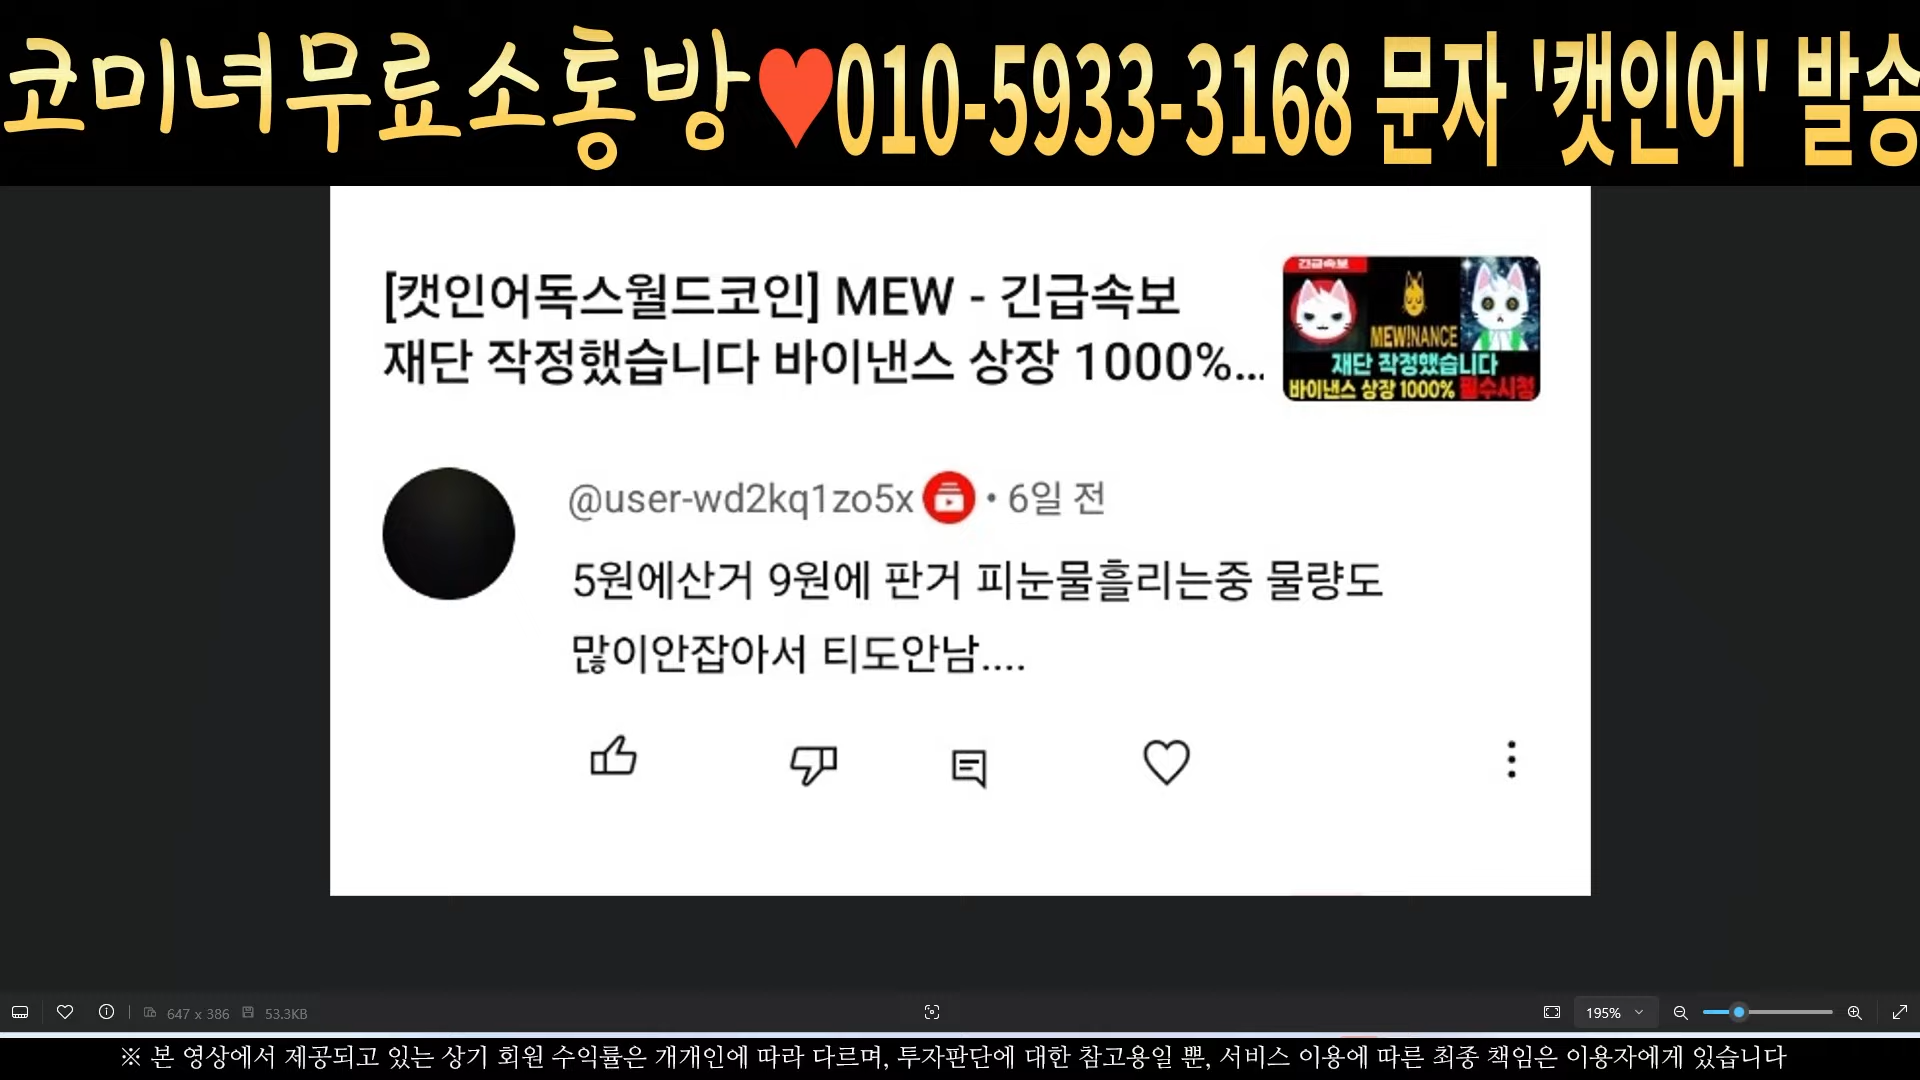 코미녀무료소통방♥010-5933-3168 문자 '캣인어' 발송
[캣인어독스월드코인] MEW - 긴급속보
재단 작정했습니다 바이낸스 상장 1000%...
긴급속보
MEW!NANCE
재단 작정했습니다
바이낸스 상장 1000% 필수시청
@user-wd2kq1zo5x • 6일 전
5원에산거 9원에 판거 피눈물흘리는중 물량도
많이안잡아서 티도안남....
647 x 386 53.3KB
195%
※ 본 영상에서 제공되고 있는 상기 회원 수익률은 개개인에 따라 다르며, 투자판단에 대한 참고용일 뿐, 서비스 이용에 따른 최종 책임은 이용자에게 있습니다